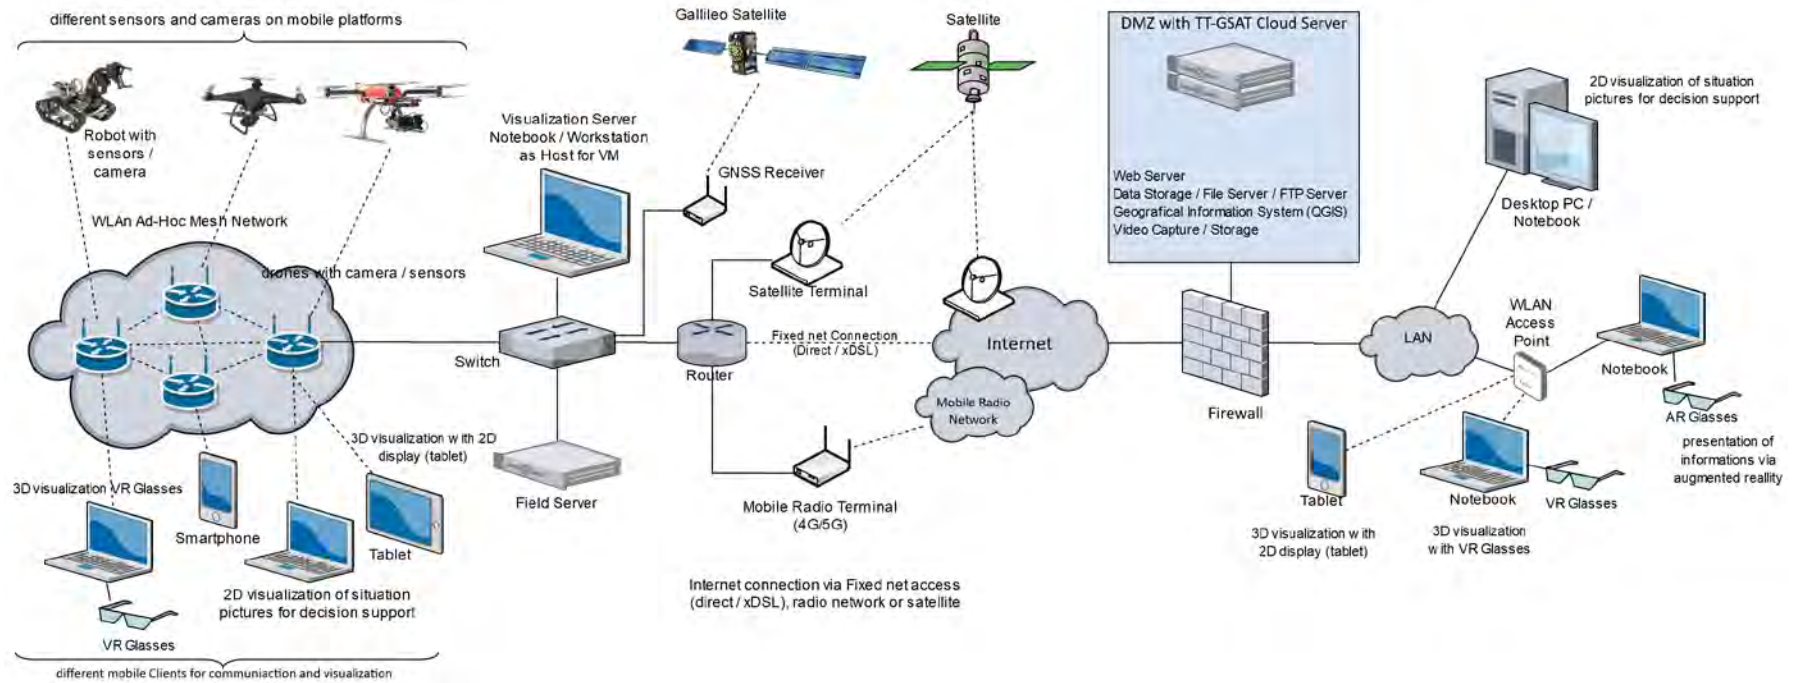 different sensors and cameras on mobile platforms
Robot with
sensors /
camera
WLAn Ad-Hoc Mesh Network
drones with camera / sensors
3D visualization VR Glasses
Smartphone
3D visualization with 2D
display (tablet)
Tablet
2D visualization of situation
pictures for decision support
VR Glasses
different mobile Clients for communiaction and visualization
Visualization Server
Notebook / Workstation
as Host for VM
Switch
Field Server
Gallileo Satellite
GNSS Receiver
Satellite
Satellite Terminal
Router
Fixed net Connection
(Direct / xDSL)
Mobile Radio Terminal
(4G/5G)
Internet
Mobile Radio
Network
Internet connection via Fixed net access
(direct / xDSL), radio network or satellite
DMZ with TT-GSAT Cloud Server
Web Server
Data Storage / File Server / FTP Server
Geografical Information System (QGIS)
Video Capture / Storage
Firewall
LAN
2D visualization of situation
pictures for decision support
Desktop PC /
Notebook
WLAN
Access
Point
Notebook
AR Glasses
presentation of
informations via
augmented reallity
Tablet
3D visualization with
2D display (tablet)
Notebook
VR Glasses
3D visualization
with VR Glasses